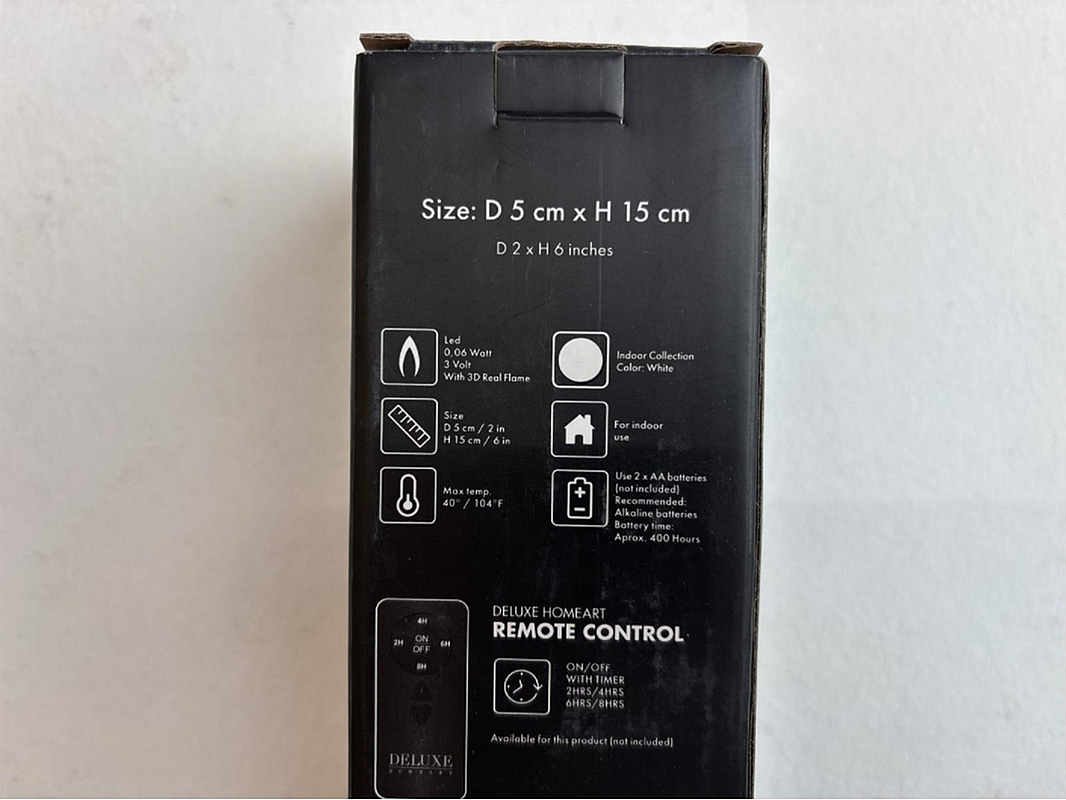 Size: D 5 cm x H 15 cm
D 2 x H 6 inches
Led
0,06 Watt
3 Volt
With 3D Real Flame
Indoor Collection
Color: White
Size
D 5 cm / 2 in
H 15 cm / 6 in
For indoor
use
Max temp.
40° / 104°F
Use 2 x AA batteries
(not included)
Recommended:
Alkaline batteries
Battery time:
Aprox. 400 Hours
4H
2H ON OFF 6H
8H
DELUXE
HOMEART
DELUXE HOMEART
REMOTE CONTROL
ON/OFF
WITH TIMER
2HRS/4HRS
6HRS/8HRS
Available for this product (not included)